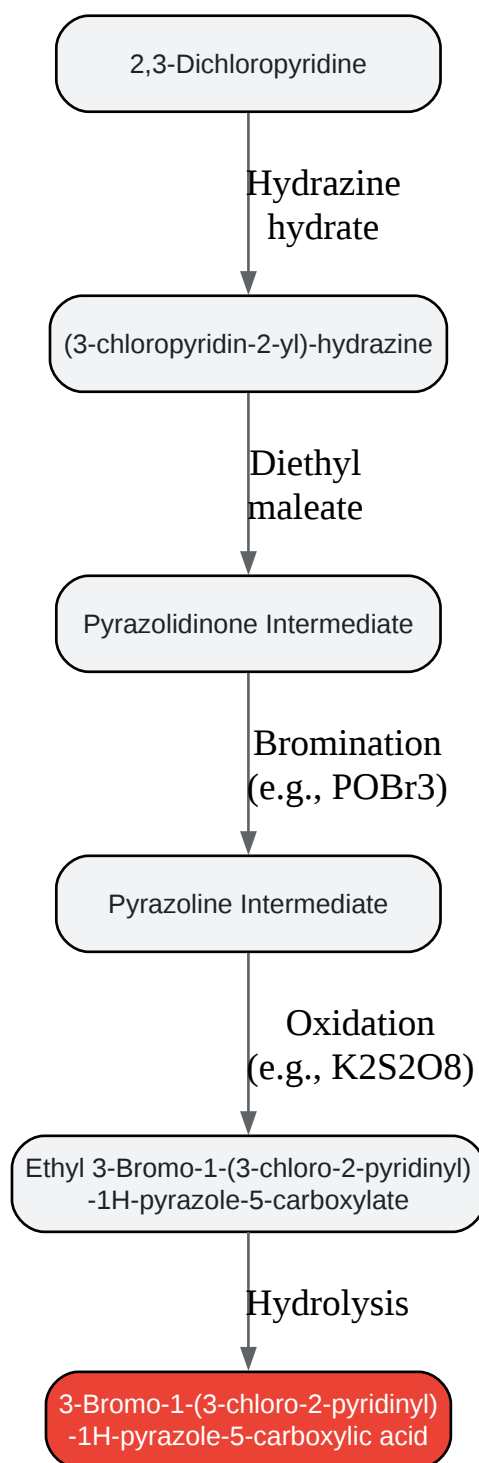 2,3-Dichloropyridine
Hydrazine
hydrate
(3-chloropyridin-2-yl)-hydrazine
Diethyl
maleate
Pyrazolidinone Intermediate
Bromination
(e.g., POBr3)
Pyrazoline Intermediate
Oxidation
(e.g., K2S2O8)
Ethyl 3-Bromo-1-(3-chloro-2-pyridinyl)
-1H-pyrazole-5-carboxylate
Hydrolysis
3-Bromo-1-(3-chloro-2-pyridinyl)
-1H-pyrazole-5-carboxylic acid